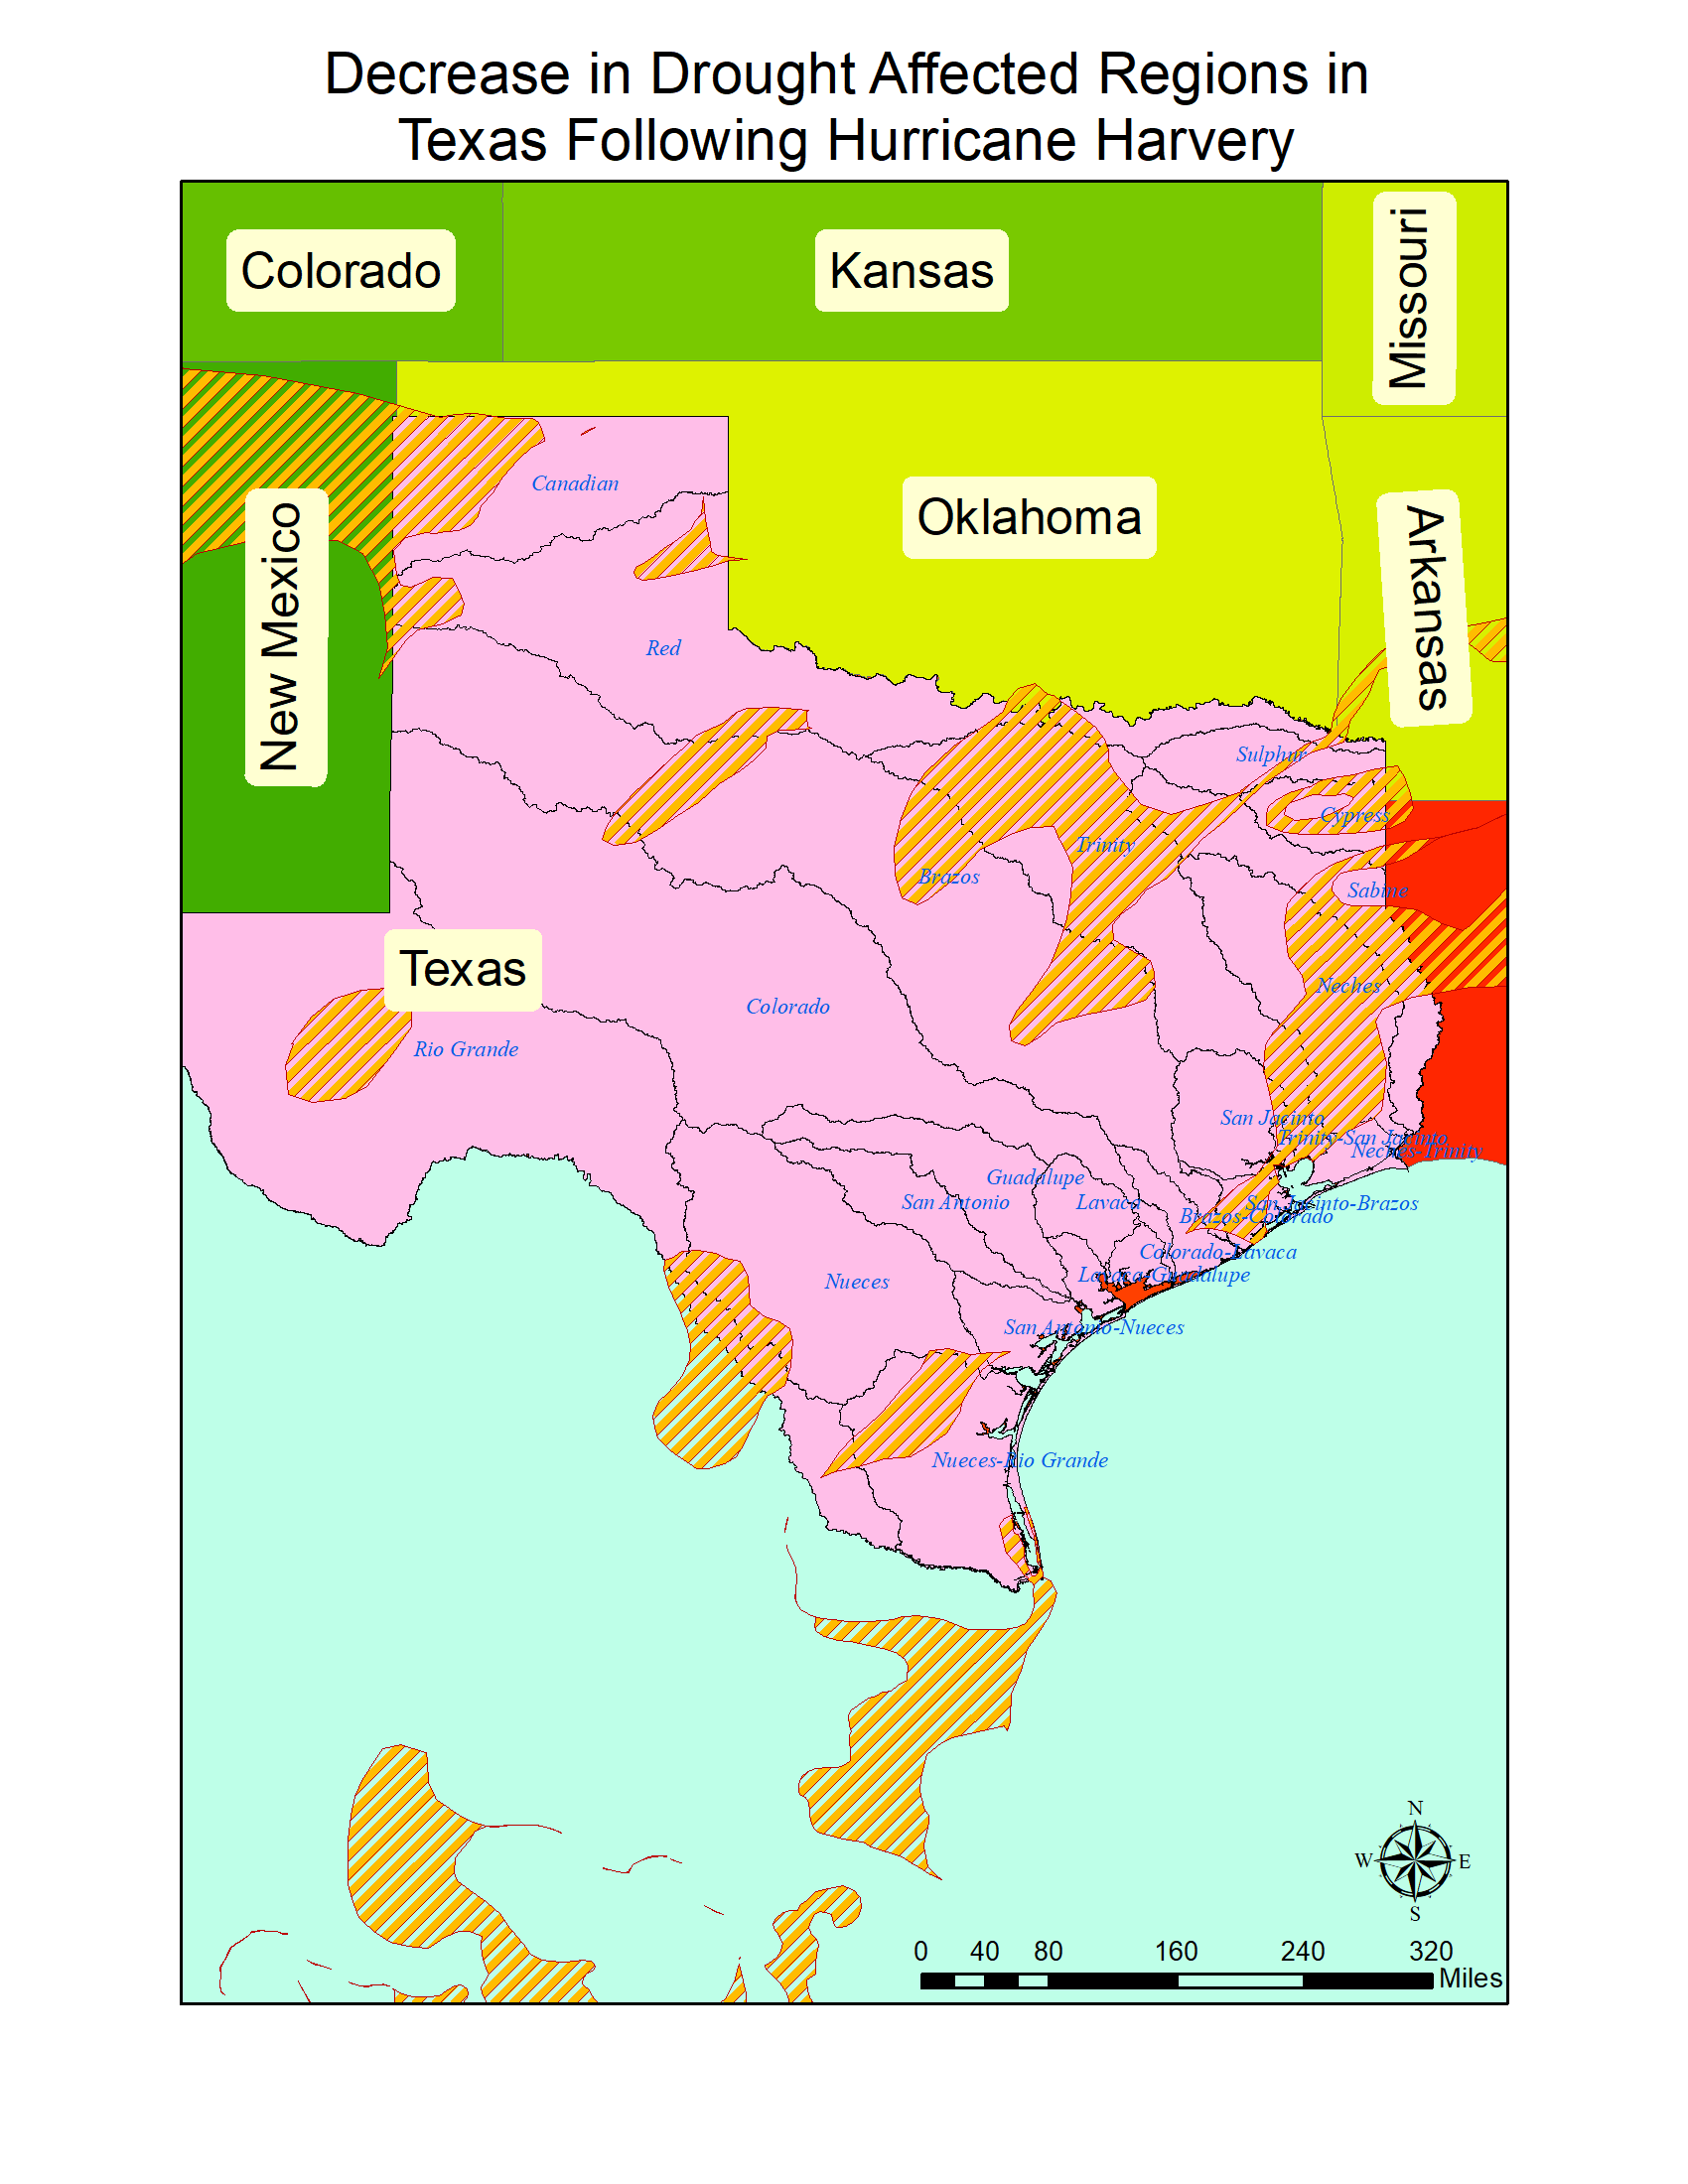 Decrease in Drought Affected Regions in
Texas Following Hurricane Harvery
Colorado
Kansas
Missouri
Canadian
Oklahoma
New Mexico
Arkansas
Red
Sulphur
Cypress
Trinity
Brazos
Sabine
Texas
Neches
Colorado
Rio Grande
San Jacinto
Trinity-San Jacinto
Neches-Trinity
Guadalupe
San Antonio
Lavaca
San Jacinto-Brazos
Brazos-Colorado
Colorado-Lavaca
Lavaca-Guadalupe
Nueces
San Antonio-Nueces
Nueces-Rio Grande
N
W E
S
0 40 80 160 240 320
Miles